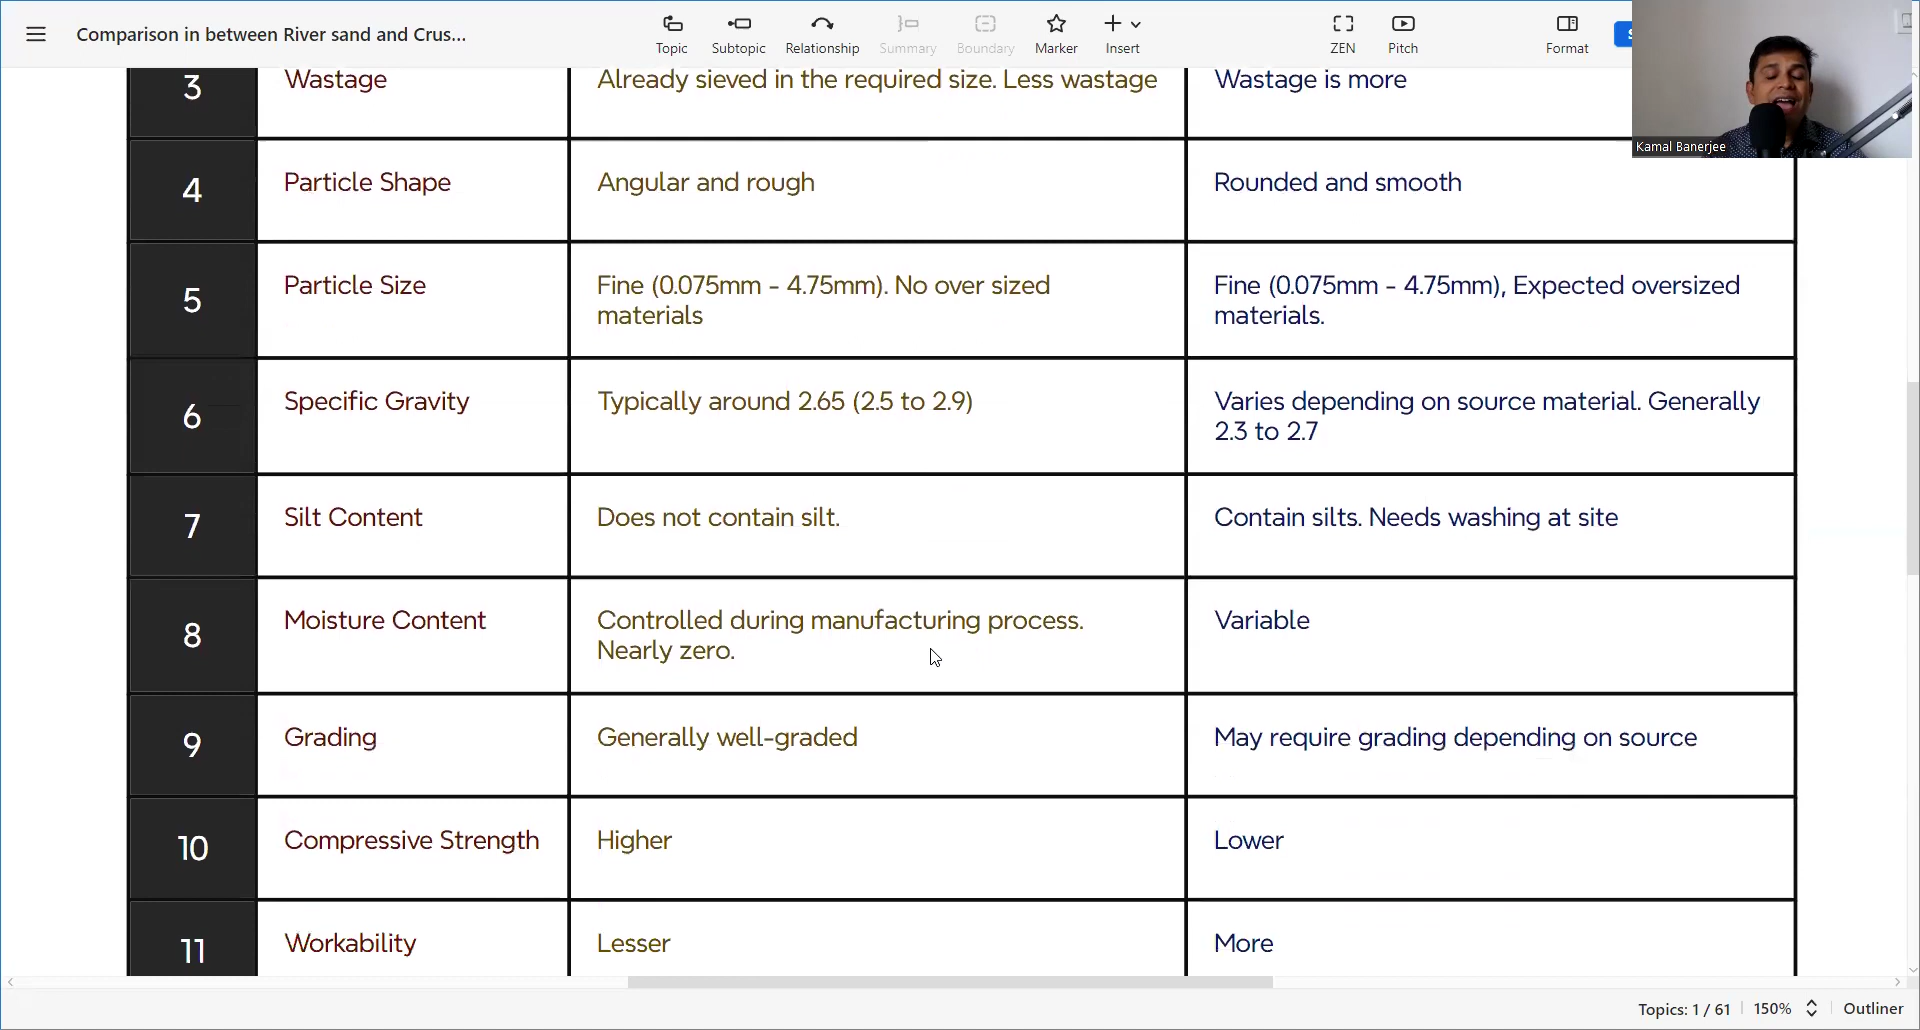 Comparison in between River sand and Crus...
Topic
Subtopic
Relationship
Summary
Boundary
Marker
Insert
ZEN
Pitch
Format
Kamal Banerjee
3
Wastage
Already sieved in the required size. Less wastage
Wastage is more
4
Particle Shape
Angular and rough
Rounded and smooth
5
Particle Size
Fine (0.075mm - 4.75mm). No over sized
materials
Fine (0.075mm - 4.75mm), Expected oversized
materials.
6
Specific Gravity
Typically around 2.65 (2.5 to 2.9)
Varies depending on source material. Generally
2.3 to 2.7
7
Silt Content
Does not contain silt.
Contain silts. Needs washing at site
8
Moisture Content
Controlled during manufacturing process.
Nearly zero.
Variable
9
Grading
Generally well-graded
May require grading depending on source
10
Compressive Strength
Higher
Lower
11
Workability
Lesser
More
Topics: 1 / 61
150%
Outliner